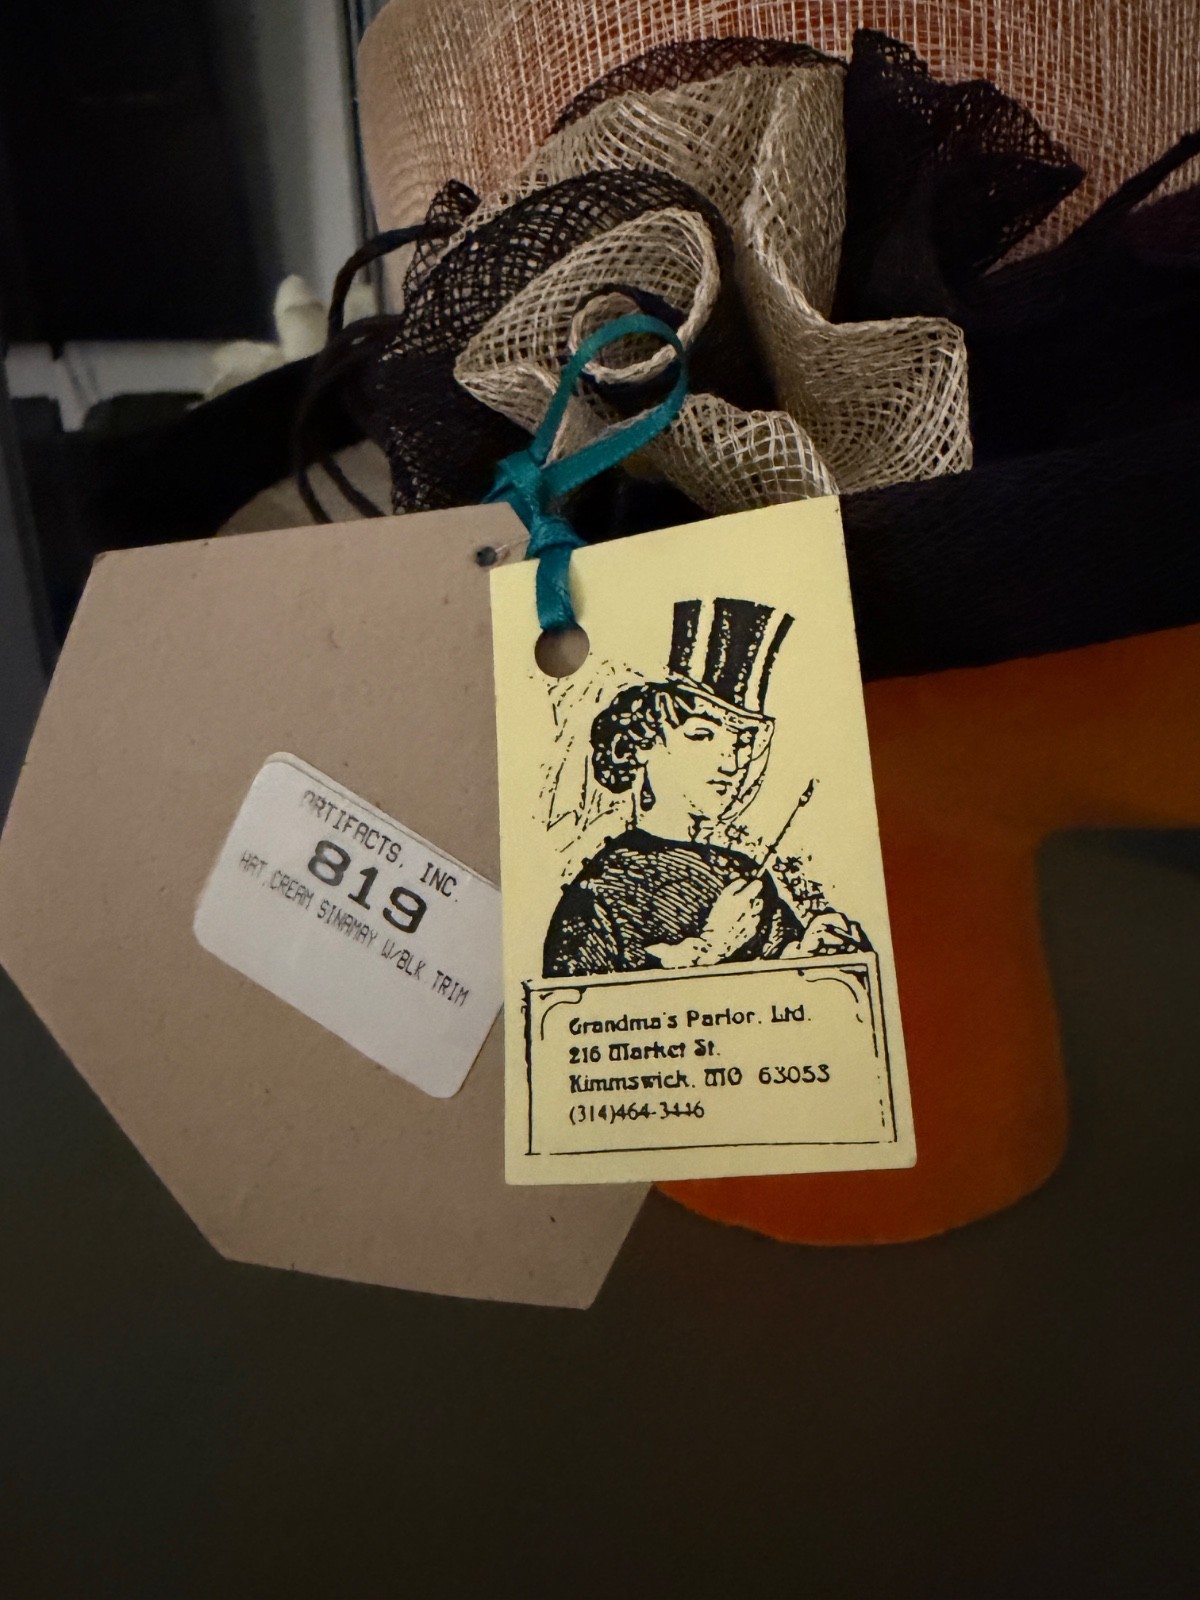 ARTIFACTS, INC.
819
HAT,CREAM SINAMAY W/BLK TRIM
Grandma's Parlor, Ltd.
216 Market St.
Kimmswick, MO 63053
(314)464-3446